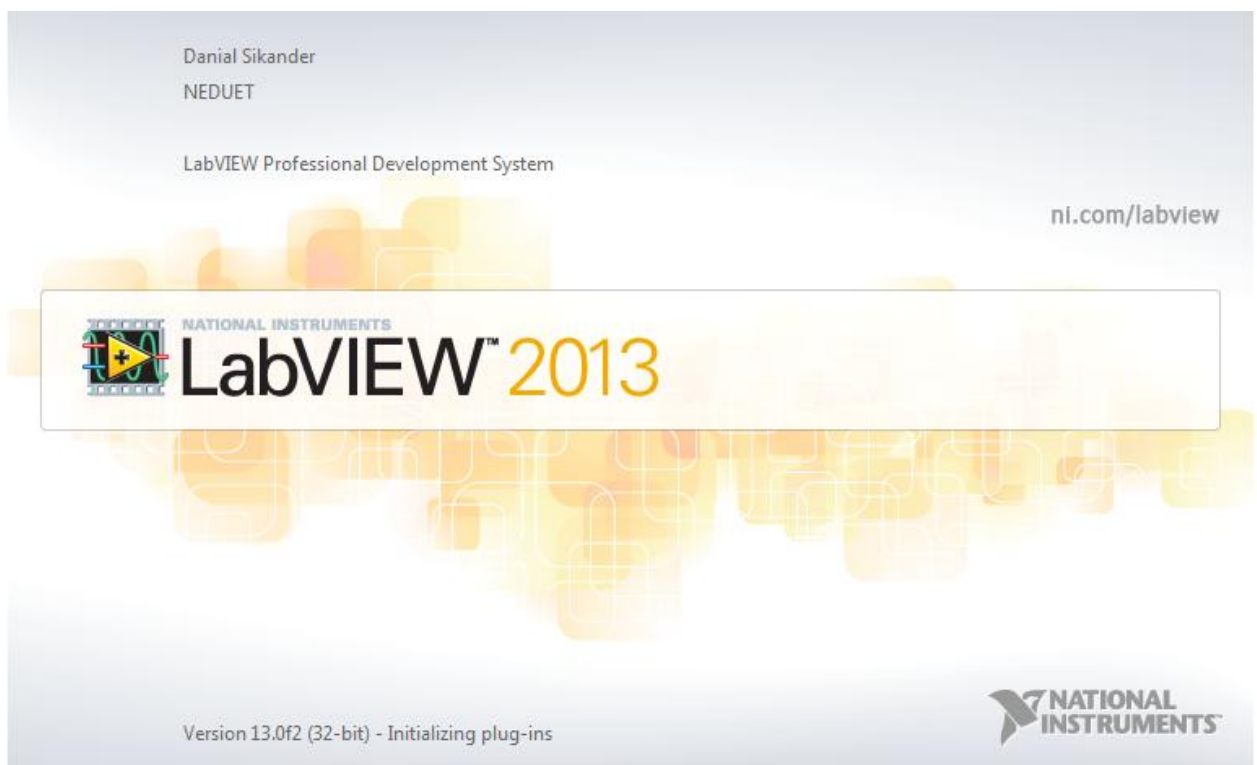 Danial Sikander
NEDUET
LabVIEW Professional Development System
ni.com/labview
NATIONAL INSTRUMENTS
LabVIEW™ 2013
Version 13.0f2 (32-bit) - Initializing plug-ins
NATIONAL
INSTRUMENTS™